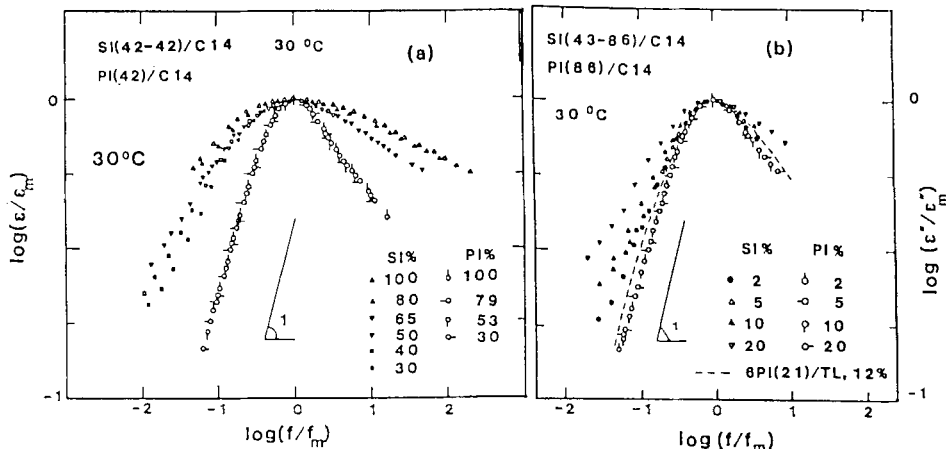 SI(42-42)/C14 30 °C (a)
PI(42)/C14
0
30°C
log(ε/ε"m)
SI% PI%
100 100
80 79
65 53
50 30
40
30
1
-1
-2 -1 0 1 2
log(f/fm)
SI(43-86)/C14 (b)
PI(86)/C14
30 °C
0
log (ε"/ε"m)
SI% PI%
2 2
5 5
10 10
20 20
6PI(21)/TL, 12%
1
-1
-2 -1 0 1 2
log(f/fm)